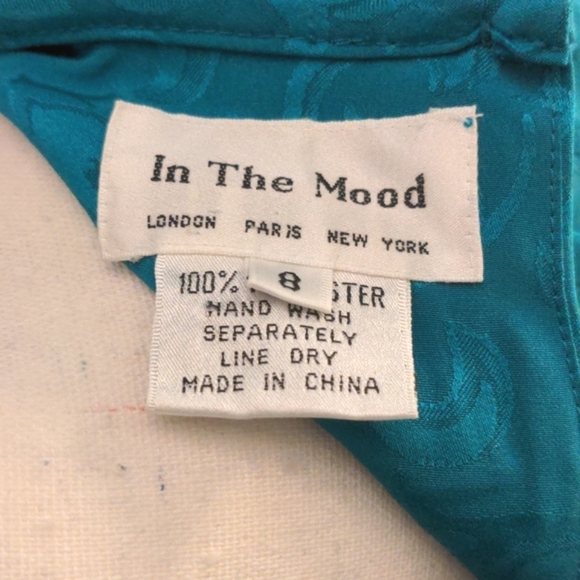 In The Mood
LONDON PARIS NEW YORK
8
100% STER
HAND WASH
SEPARATELY
LINE DRY
MADE IN CHINA